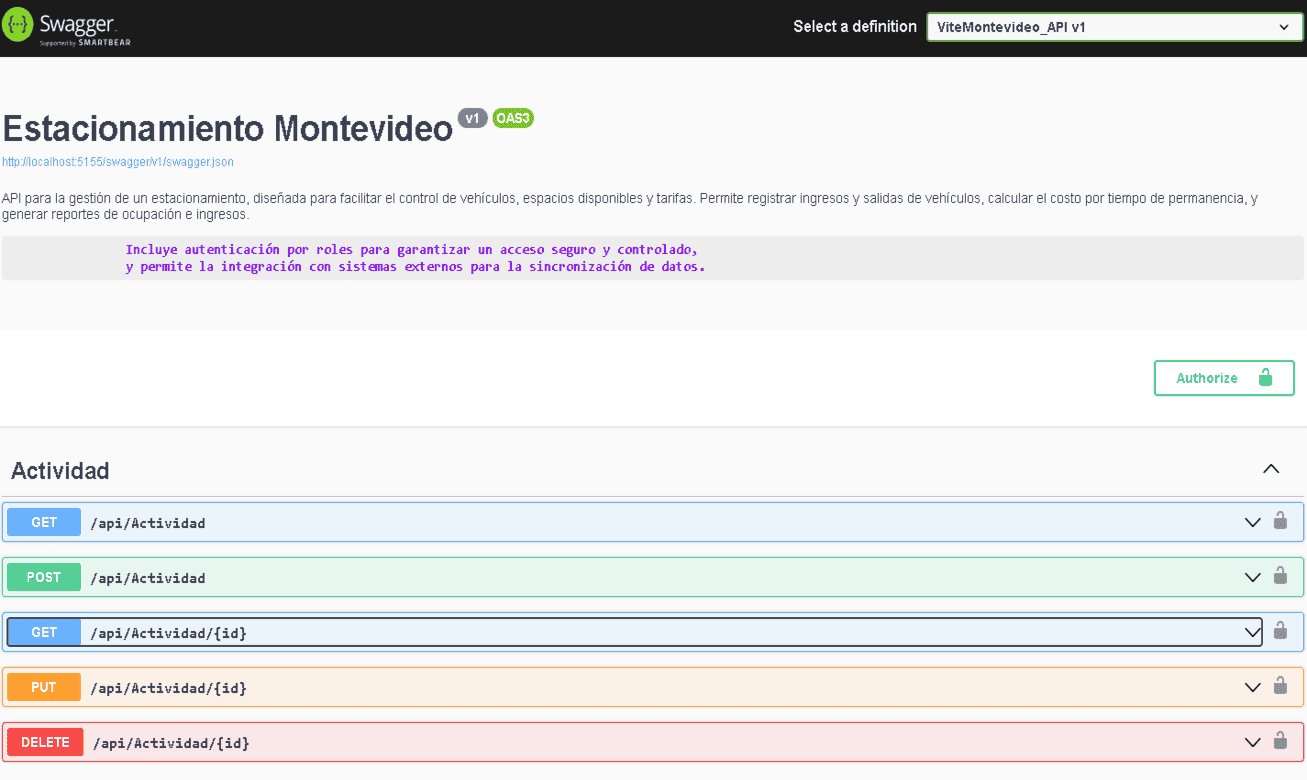 Swagger.
Supported by SMARTBEAR
Select a definition
ViteMontevideo_API v1
Estacionamiento Montevideo v1 OAS3
http://localhost:5155/swagger/v1/swagger.json
API para la gestión de un estacionamiento, diseñada para facilitar el control de vehículos, espacios disponibles y tarifas. Permite registrar ingresos y salidas de vehículos, calcular el costo por tiempo de permanencia, y
generar reportes de ocupación e ingresos.
Incluye autenticación por roles para garantizar un acceso seguro y controlado,
y permite la integración con sistemas externos para la sincronización de datos.
Authorize
Actividad
GET /api/Actividad
POST /api/Actividad
GET /api/Actividad/{id}
PUT /api/Actividad/{id}
DELETE /api/Actividad/{id}